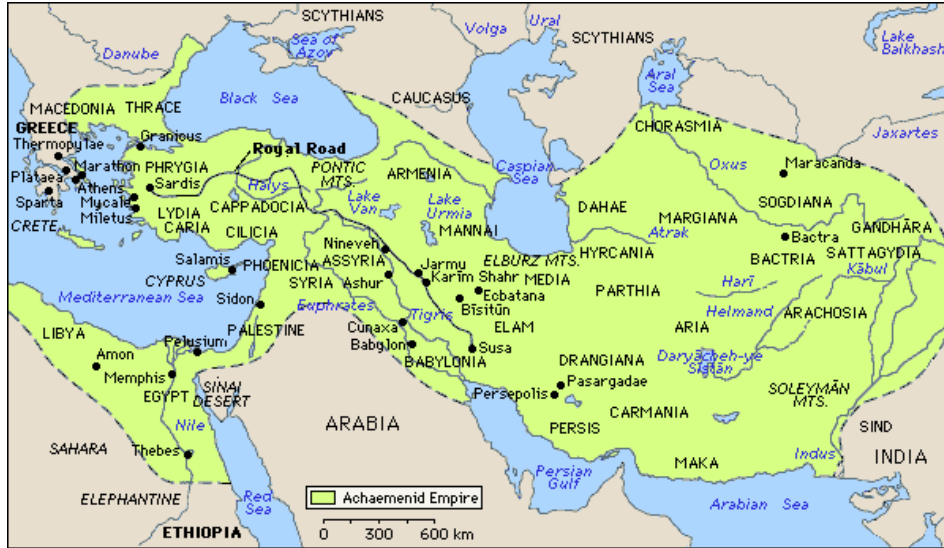 SCYTHIANS
Volga
Ural
SCYTHIANS
Lake
Balkhash
Danube
Sea of
Azov
Aral
Sea
MACEDONIA
THRACE
Black Sea
CAUCASUS
CHORASMIA
Jaxartes
GREECE
Thermopylae
Granicus
Royal Road
Caspian
Sea
Oxus
Maracanda
Marathon
PHRYGIA
PONTIC
MTS.
ARMENIA
Plataea
Athens
Sardis
Halys
SOGDIANA
Sparta
Mycale
Miletus
LYDIA
CARIA
CAPPADOCIA
CILICIA
Lake
Van
Lake
Urmia
MANNAI
DAHAE
MARGIANA
Atrak
GANDHĀRA
CRETE
Nineveh
ASSYRIA
ELBURZ MTS.
HYRCANIA
Bactra
BACTRIA
SATTAGYDIA
Kābul
Salamis
CYPRUS
PHOENICIA
SYRIA
Ashur
Jarmu
Karīm Shahr
MEDIA
Ecbatana
Bīsitūn
PARTHIA
Harī
Mediterranean Sea
Sidon
Euphrates
Tigris
ELAM
ARIA
Helmand
ARACHOSIA
LIBYA
PALESTINE
Cunaxa
Babylon
BABYLONIA
Susa
Amon
Pelusium
DRANGIANA
Daryācheh-ye
Sīstān
Memphis
EGYPT
SINAI
DESERT
Persepolis
Pasargadae
SOLEYMĀN
MTS.
Nile
ARABIA
PERSIS
CARMANIA
SIND
SAHARA
Thebes
MAKA
Indus
INDIA
ELEPHANTINE
Red
Sea
Persian
Gulf
Arabian Sea
ETHIOPIA
Achaemenid Empire
0 300 600 km